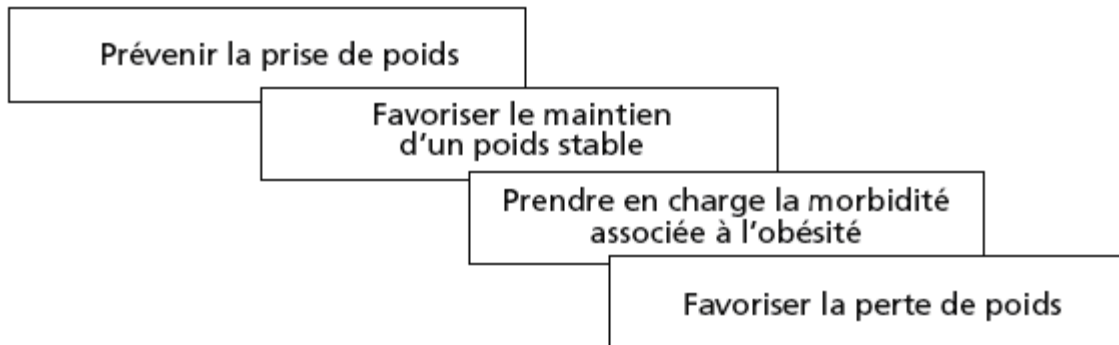 Prévenir la prise de poids
Favoriser le maintien
d'un poids stable
Prendre en charge la morbidité
associée à l'obésité
Favoriser la perte de poids